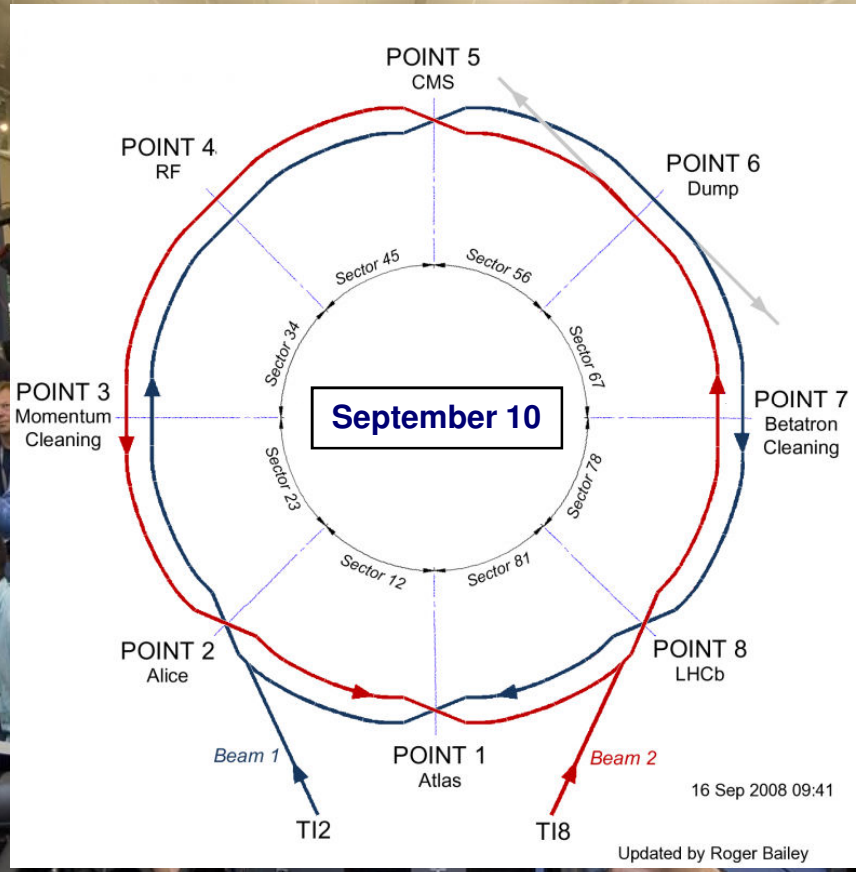 POINT 5
CMS
POINT 4
RF
POINT 6
Dump
Sector 45
Sector 56
Sector 34
Sector 67
POINT 3
Momentum
Cleaning
September 10
POINT 7
Betatron
Cleaning
Sector 23
Sector 78
Sector 12
Sector 81
POINT 2
Alice
POINT 8
LHCb
POINT 1
Atlas
Beam 1
Beam 2
16 Sep 2008 09:41
TI2
TI8
Updated by Roger Bailey